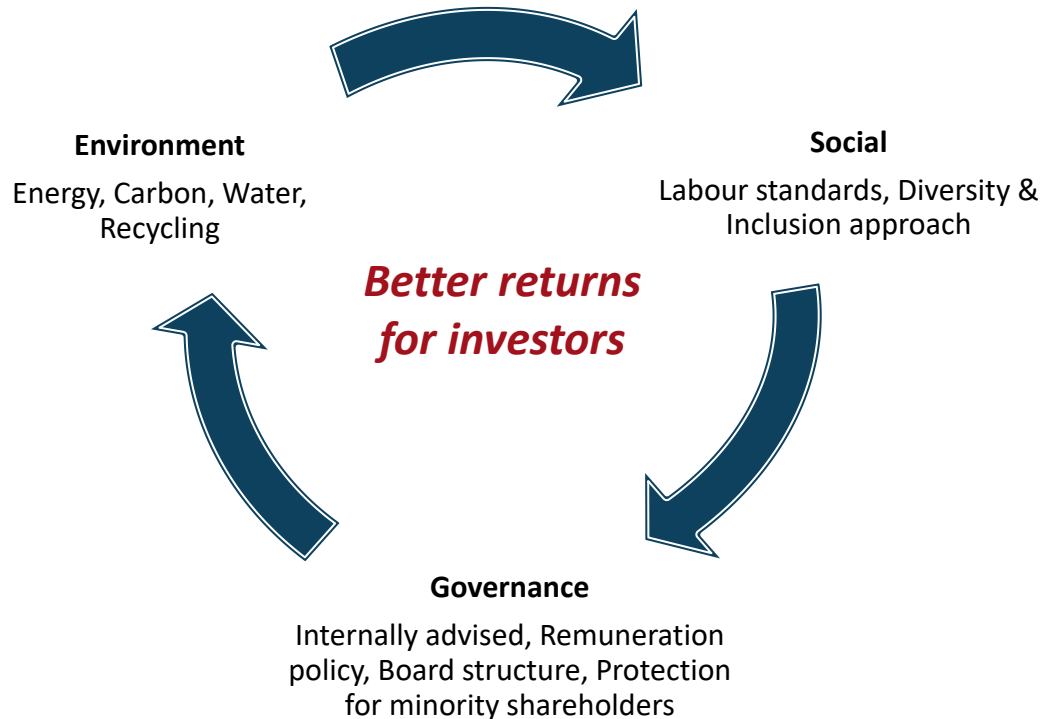 Environment
Energy, Carbon, Water,
Recycling
Social
Labour standards, Diversity &
Inclusion approach
Better returns
for investors
Governance
Internally advised, Remuneration
policy, Board structure, Protection
for minority shareholders